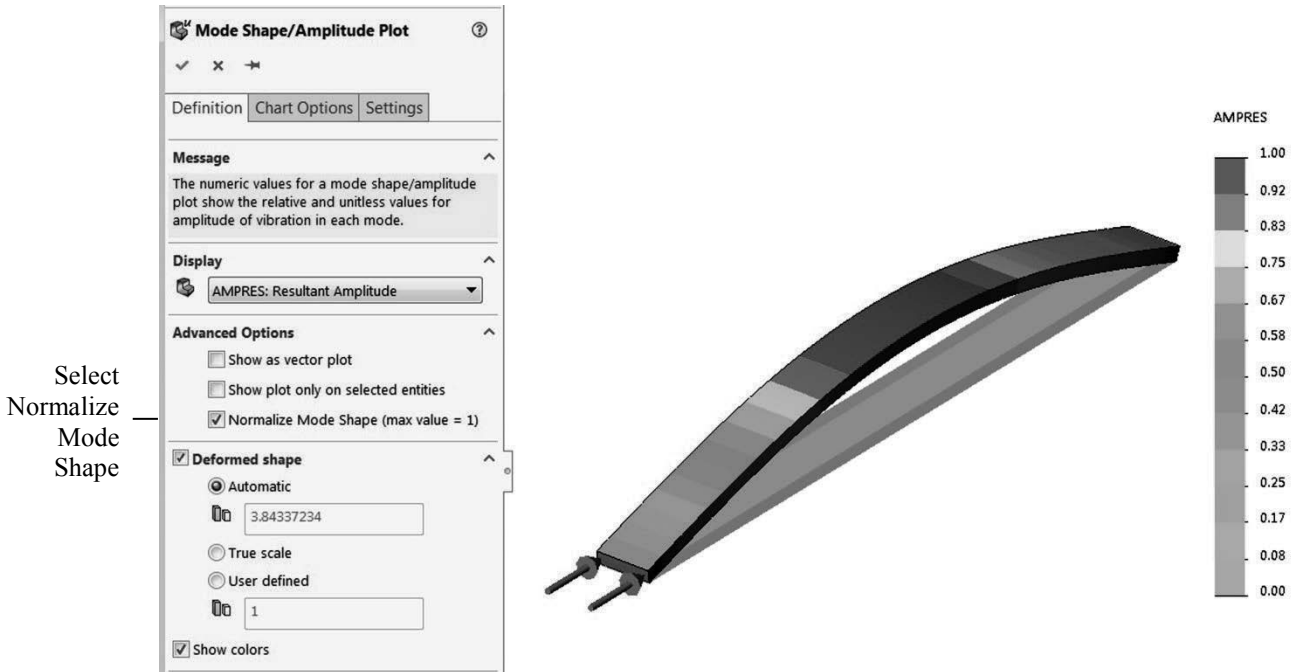 Mode Shape/Amplitude Plot
Definition
Chart Options
Settings
Message
The numeric values for a mode shape/amplitude
plot show the relative and unitless values for
amplitude of vibration in each mode.
Display
AMPRES: Resultant Amplitude
Advanced Options
Show as vector plot
Show plot only on selected entities
Normalize Mode Shape (max value = 1)
Deformed shape
Automatic
3.84337234
True scale
User defined
1
Show colors
Select
Normalize
Mode
Shape
AMPRES
1.00
0.92
0.83
0.75
0.67
0.58
0.50
0.42
0.33
0.25
0.17
0.08
0.00